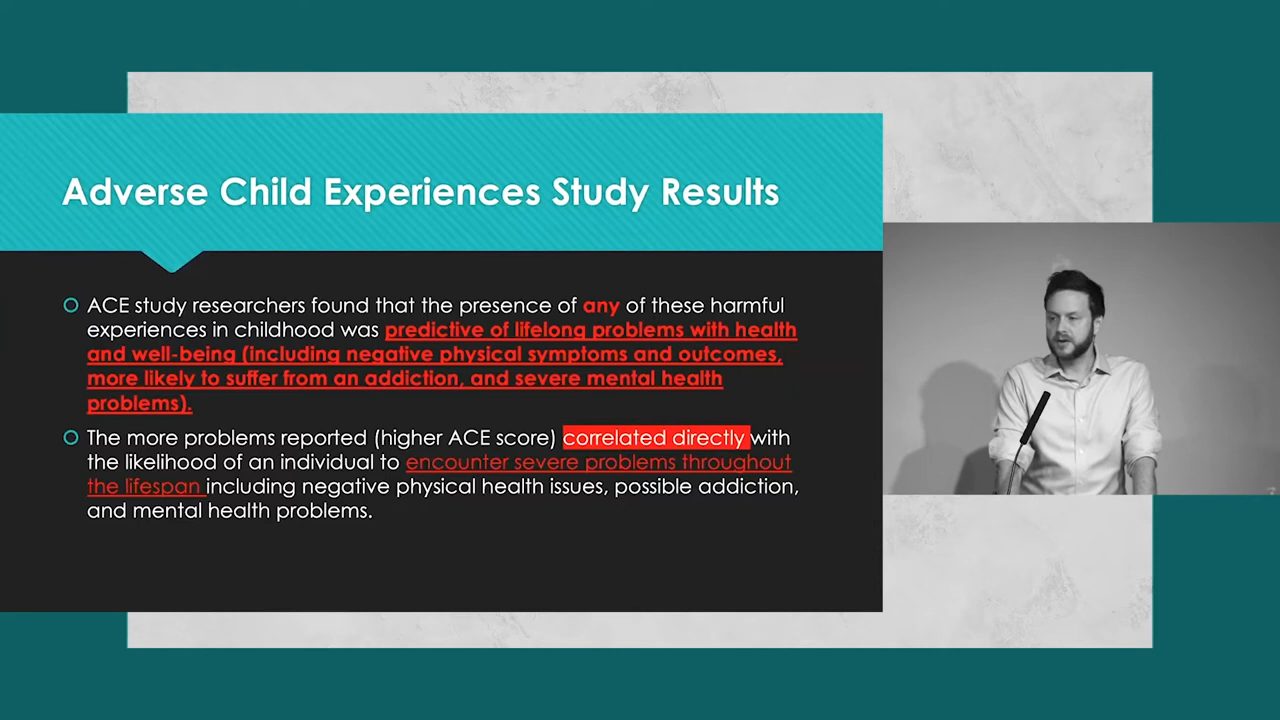 Adverse Child Experiences Study Results
ACE study researchers found that the presence of any of these harmful
experiences in childhood was predictive of lifelong problems with health
and well-being (including negative physical symptoms and outcomes,
more likely to suffer from an addiction, and severe mental health
problems).
The more problems reported (higher ACE score) correlated directly with
the likelihood of an individual to encounter severe problems throughout
the lifespan including negative physical health issues, possible addiction,
and mental health problems.